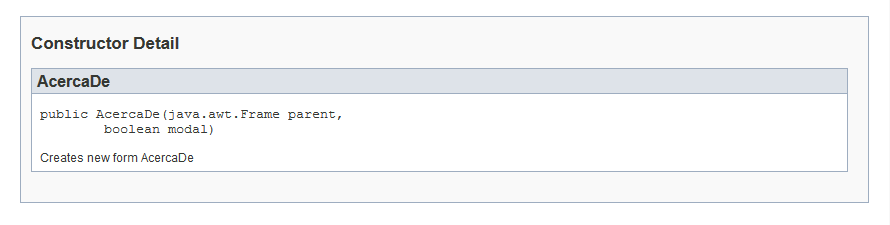 Constructor Detail
AcercaDe
public AcercaDe(java.awt.Frame parent,
boolean modal)
Creates new form AcercaDe